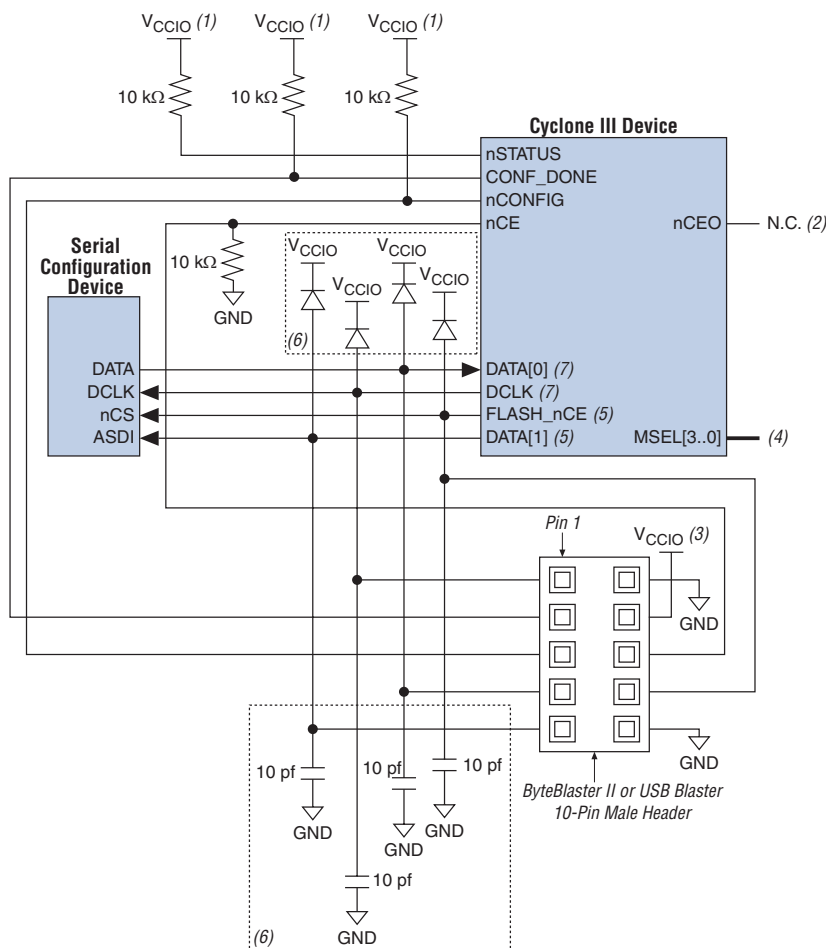 VCCIO (1)
VCCIO (1)
VCCIO (1)
10 kΩ
10 kΩ
10 kΩ
Cyclone III Device
nSTATUS
CONF_DONE
nCONFIG
nCE
nCEO
N.C. (2)
Serial
Configuration
Device
10 kΩ
GND
VCCIO
VCCIO
VCCIO
VCCIO
(6)
DATA
DCLK
nCS
ASDI
DATA[0] (7)
DCLK (7)
FLASH_nCE (5)
DATA[1] (5)
MSEL[3..0]
(4)
Pin 1
VCCIO (3)
GND
GND
10 pf
GND
10 pf
GND
10 pf
GND
10 pf
GND
(6)
ByteBlaster II or USB Blaster
10-Pin Male Header